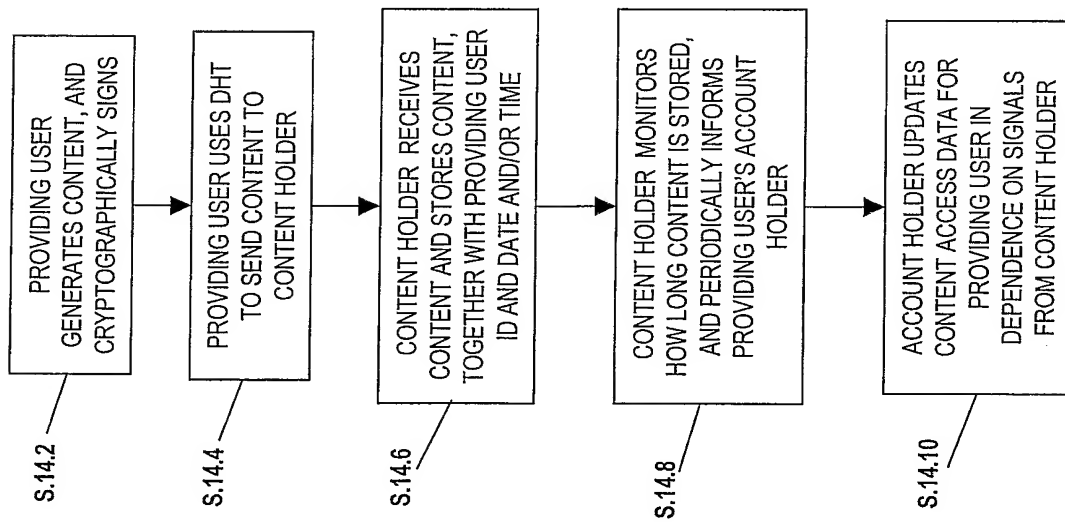 S.14.2
PROVIDING USER
GENERATES CONTENT, AND
CRYPTOGRAPHICALLY SIGNS
S.14.4
PROVIDING USER USES DHT
TO SEND CONTENT TO
CONTENT HOLDER
S.14.6
CONTENT HOLDER RECEIVES
CONTENT AND STORES CONTENT,
TOGETHER WITH PROVIDING USER
ID AND DATE AND/OR TIME
S.14.8
CONTENT HOLDER MONITORS
HOW LONG CONTENT IS STORED,
AND PERIODICALLY INFORMS
PROVIDING USER'S ACCOUNT
HOLDER
S.14.10
ACCOUNT HOLDER UPDATES
CONTENT ACCESS DATA FOR
PROVIDING USER IN
DEPENDENCE ON SIGNALS
FROM CONTENT HOLDER